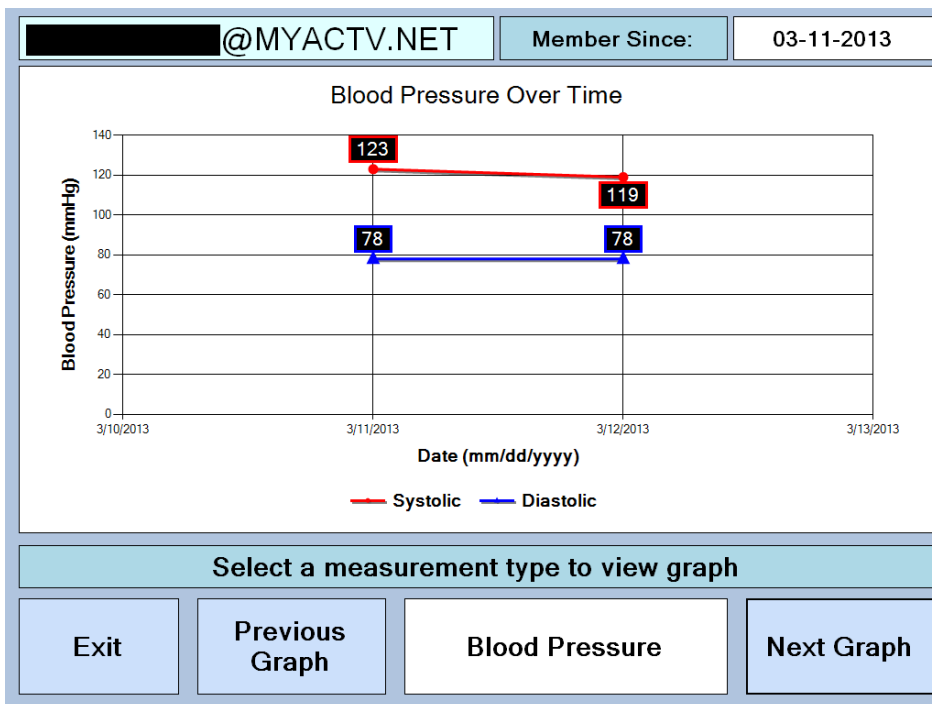 @MYACTV.NET
Member Since:
03-11-2013
Blood Pressure Over Time
Blood Pressure (mmHg)
140
120
100
80
60
40
20
0
123
119
78
78
3/10/2013
3/11/2013
3/12/2013
3/13/2013
Date (mm/dd/yyyy)
Systolic
Diastolic
Select a measurement type to view graph
Exit
Previous
Graph
Blood Pressure
Next Graph